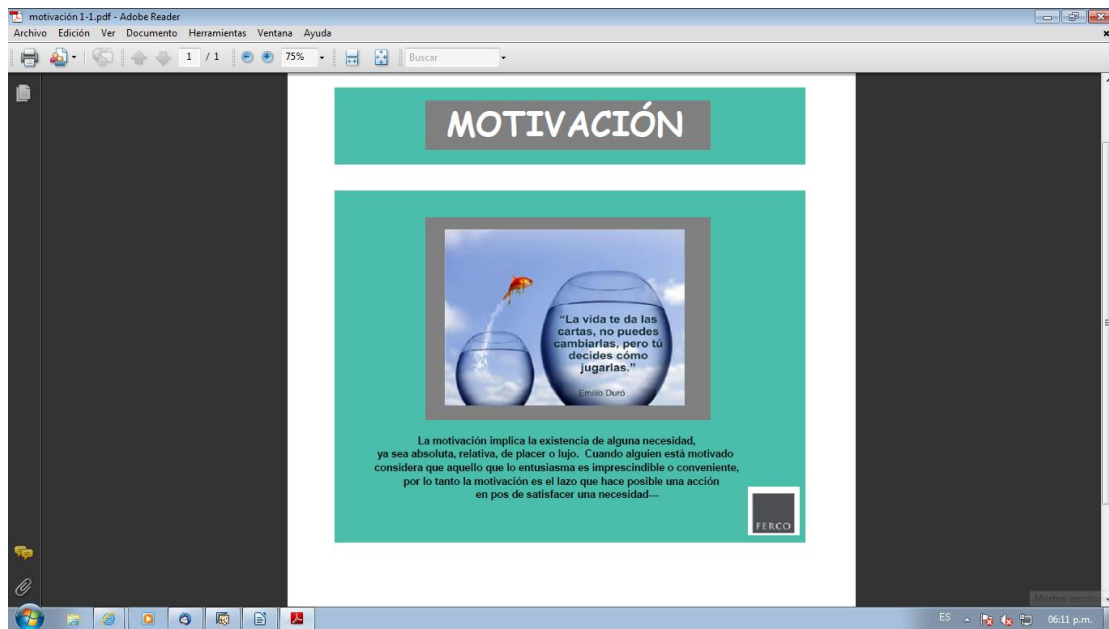 motivación 1-1.pdf - Adobe Reader
Archivo Edición Ver Documento Herramientas Ventana Ayuda
1 / 1 75% Buscar
MOTIVACIÓN
“La vida te da las
cartas, no puedes
cambiarlas, pero tú
decides cómo
jugarlas.”
Emilio Duró
La motivación implica la existencia de alguna necesidad,
ya sea absoluta, relativa, de placer o lujo. Cuando alguien está motivado
considera que aquello que lo entusiasma es imprescindible o conveniente,
por lo tanto la motivación es el lazo que hace posible una acción
en pos de satisfacer una necesidad---
FERCO
Mostrar escritorio
ES 06:11 p.m.